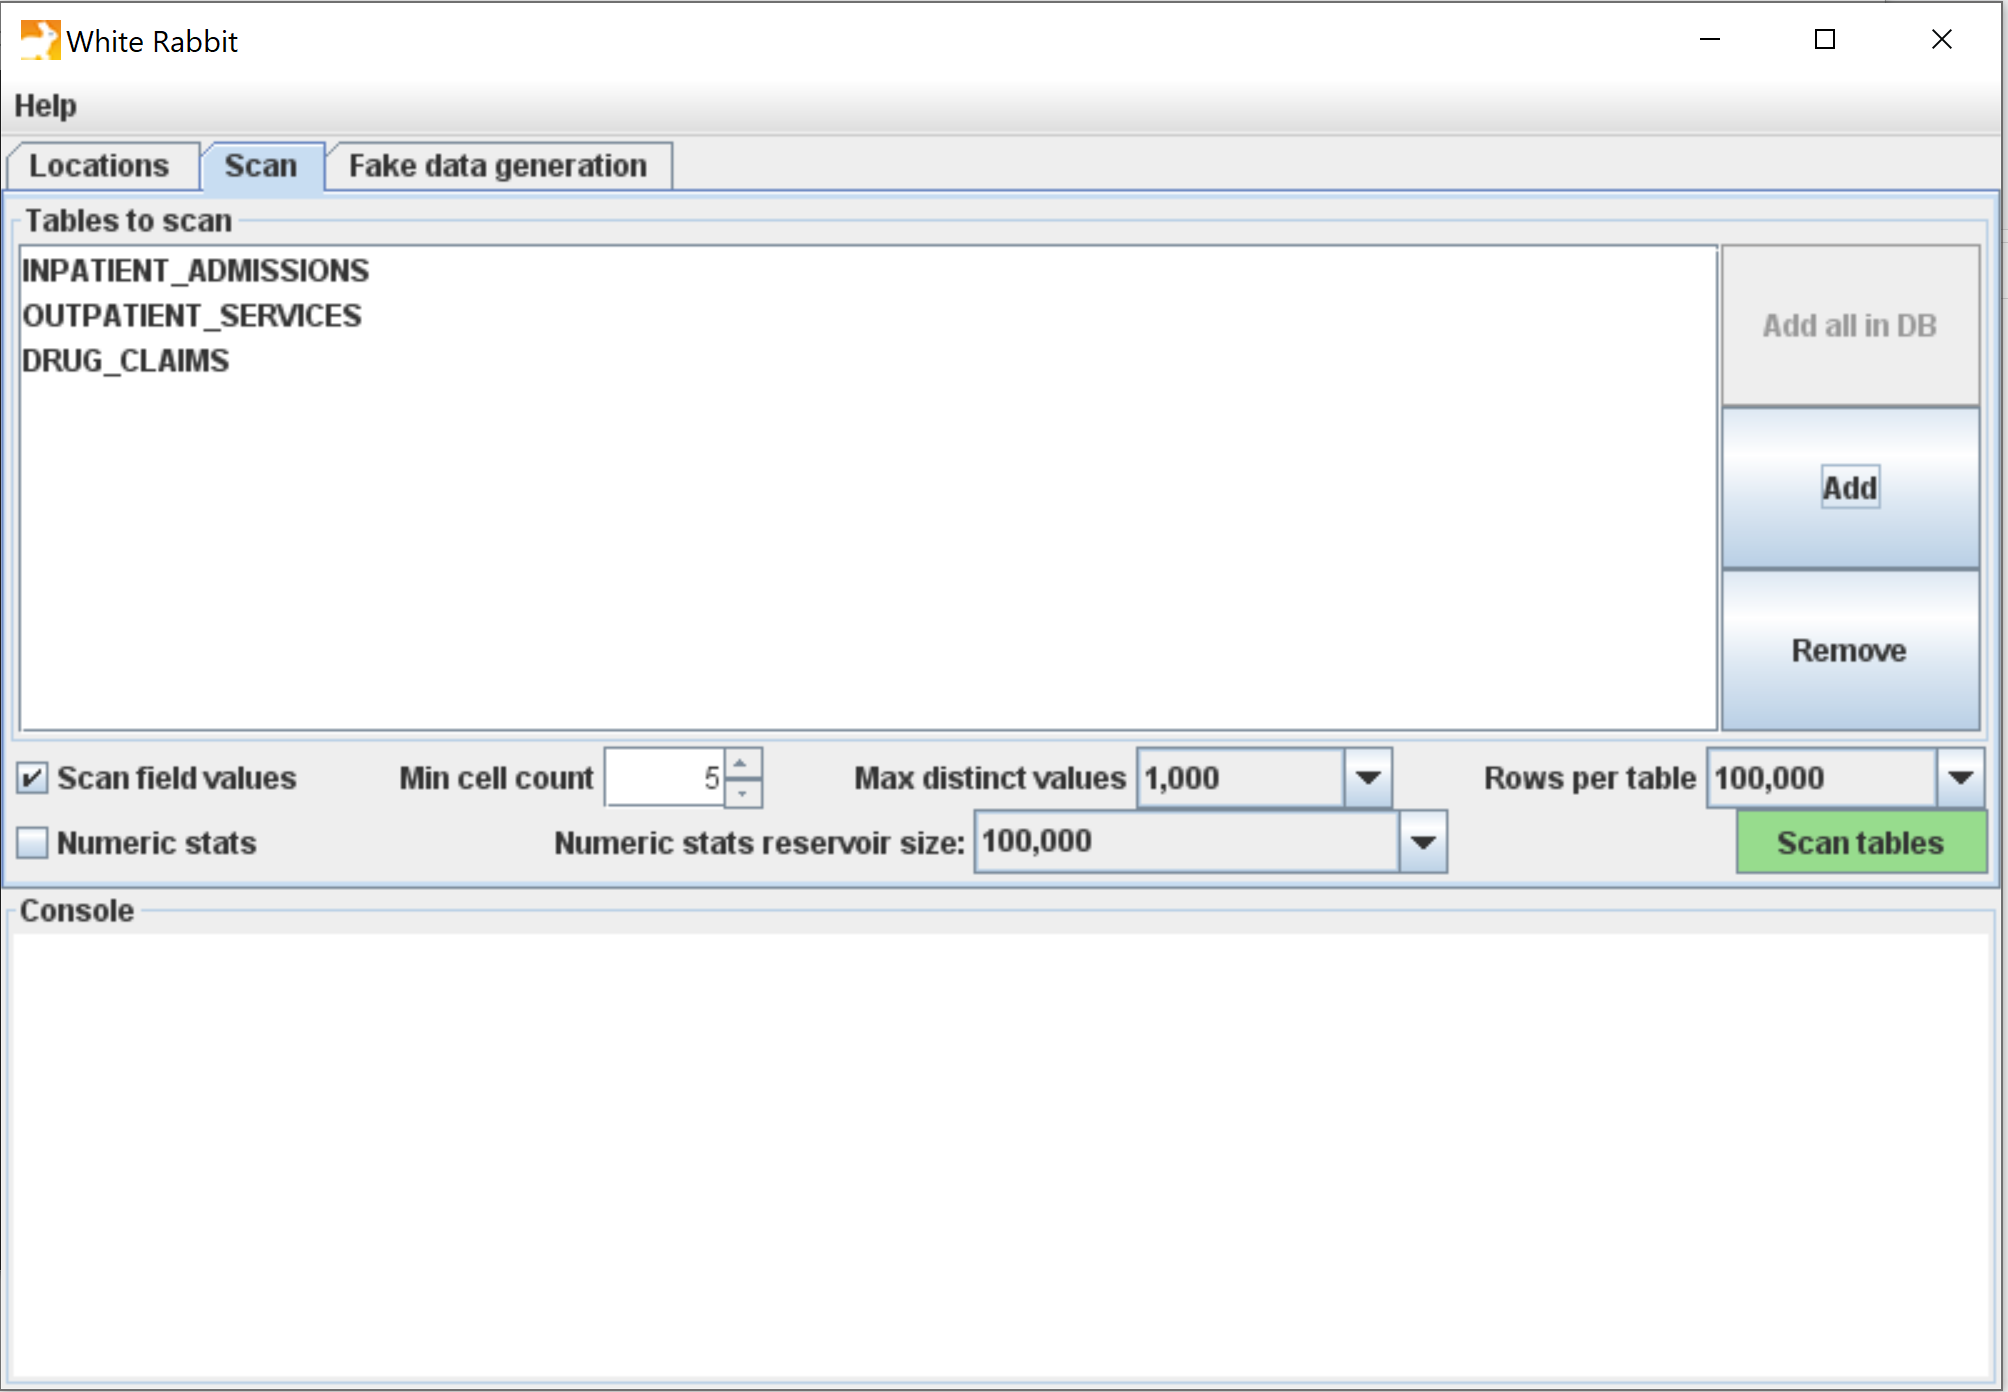 White Rabbit
Help
Locations Scan Fake data generation
Tables to scan
INPATIENT_ADMISSIONS
OUTPATIENT_SERVICES
DRUG_CLAIMS
Add all in DB
Add
Remove
Scan field values Min cell count 5 Max distinct values 1,000 Rows per table 100,000
Numeric stats Numeric stats reservoir size: 100,000 Scan tables
Console